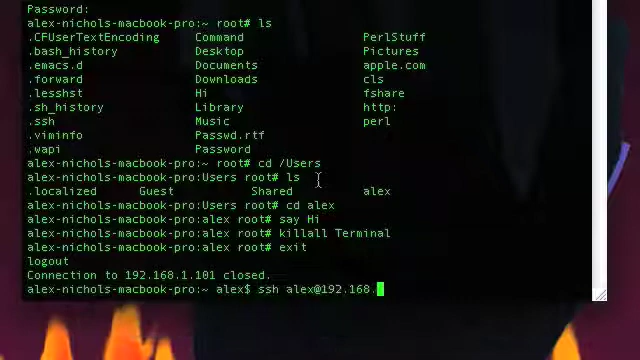 Password:
alex-nichols-macbook-pro:~ root# ls
.CFUserTextEncoding Command PerlStuff
.bash_history Desktop Pictures
.emacs.d Documents apple.com
.forward Downloads cls
.lesshst Hi fshare
.sh_history Library http:
.ssh Music perl
.viminfo Passwd.rtf
.wapi Password
alex-nichols-macbook-pro:~ root# cd /Users
alex-nichols-macbook-pro:Users root# ls
.localized Guest Shared alex
alex-nichols-macbook-pro:Users root# cd alex
alex-nichols-macbook-pro:alex root# say Hi
alex-nichols-macbook-pro:alex root# killall Terminal
alex-nichols-macbook-pro:alex root# exit
logout
Connection to 192.168.1.101 closed.
alex-nichols-macbook-pro:~ alex$ ssh alex@192.168.